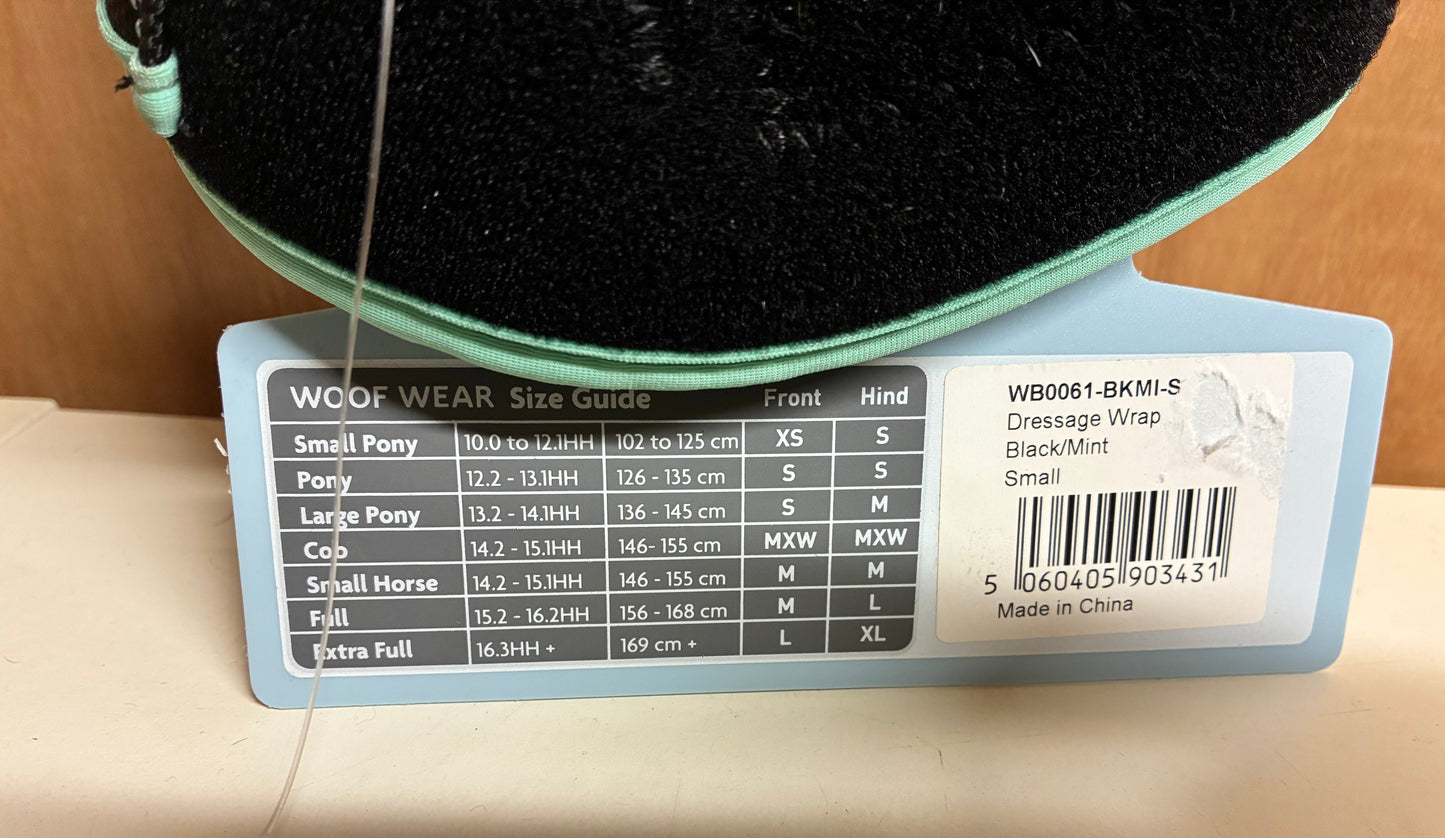 WOOF WEAR Size Guide Front Hind
Small Pony 10.0 to 12.1HH 102 to 125 cm XS S
Pony 12.2 - 13.1HH 126 - 135 cm S S
Large Pony 13.2 - 14.1HH 136 - 145 cm S M
Cob 14.2 - 15.1HH 146- 155 cm MXW MXW
Small Horse 14.2 - 15.1HH 146 - 155 cm M M
Full 15.2 - 16.2HH 156 - 168 cm M L
Extra Full 16.3HH + 169 cm + L XL
WB0061-BKMI-S
Dressage Wrap
Black/Mint
Small
5 060405 903431
Made in China